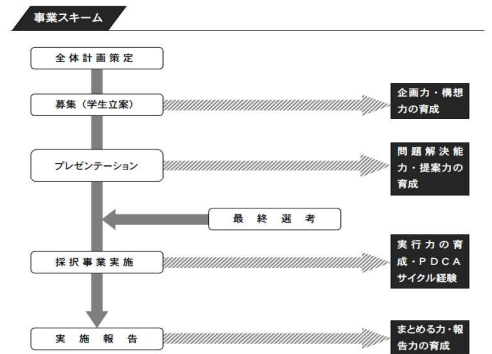 事業スキーム
全体計画策定
募集（学生立案）
企画力・構想
力の育成
プレゼンテーション
問題解決能
力・提案力の
育成
最終選考
採択事業実施
実行力の育
成・ＰＤＣＡ
サイクル経験
実施報告
まとめる力・報
告力の育成